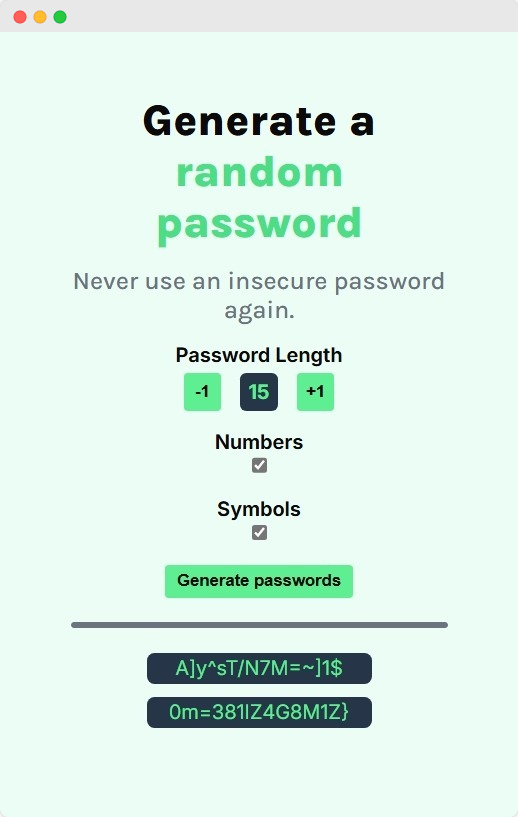 Generate a
random
password
Never use an insecure password
again.
Password Length
-1 15 +1
Numbers
Symbols
Generate passwords
A]y^sT/N7M=~]1$
0m=381lZ4G8M1Z}